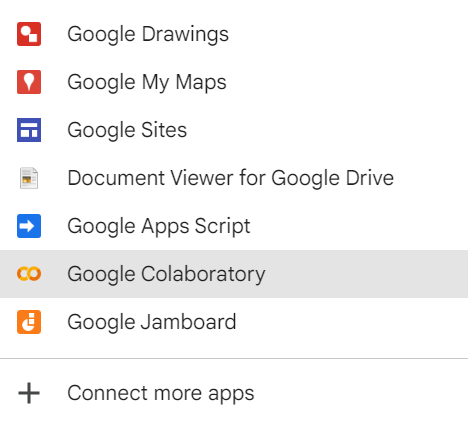 Google Drawings
Google My Maps
Google Sites
Document Viewer for Google Drive
Google Apps Script
Google Colaboratory
Google Jamboard
Connect more apps